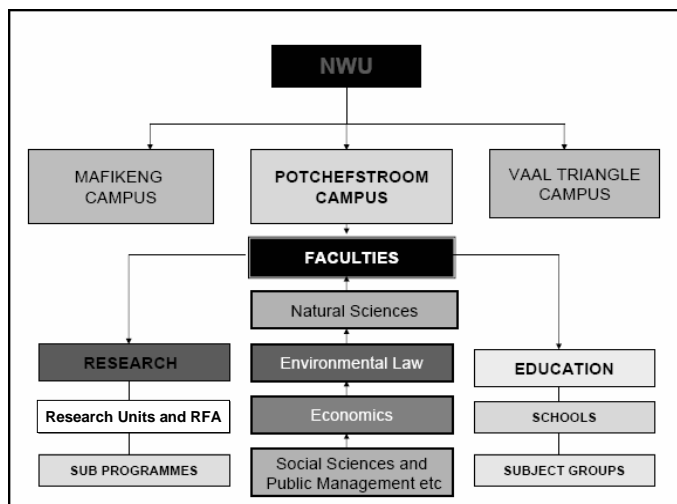 NWU
MAFIKENG
CAMPUS
POTCHEFSTROOM
CAMPUS
VAAL TRIANGLE
CAMPUS
FACULTIES
Natural Sciences
RESEARCH
Environmental Law
EDUCATION
Research Units and RFA
Economics
SCHOOLS
SUB PROGRAMMES
Social Sciences and
Public Management etc
SUBJECT GROUPS